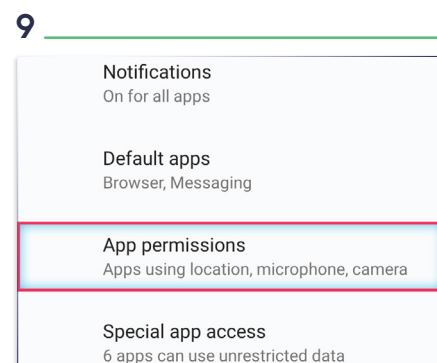 9
Notifications
On for all apps
Default apps
Browser, Messaging
App permissions
Apps using location, microphone, camera
Special app access
6 apps can use unrestricted data